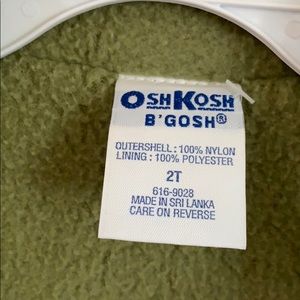 OSHKOSH
B'GOSH®
OUTERSHELL : 100% NYLON
LINING : 100% POLYESTER
2T
616-9028
MADE IN SRI LANKA
CARE ON REVERSE